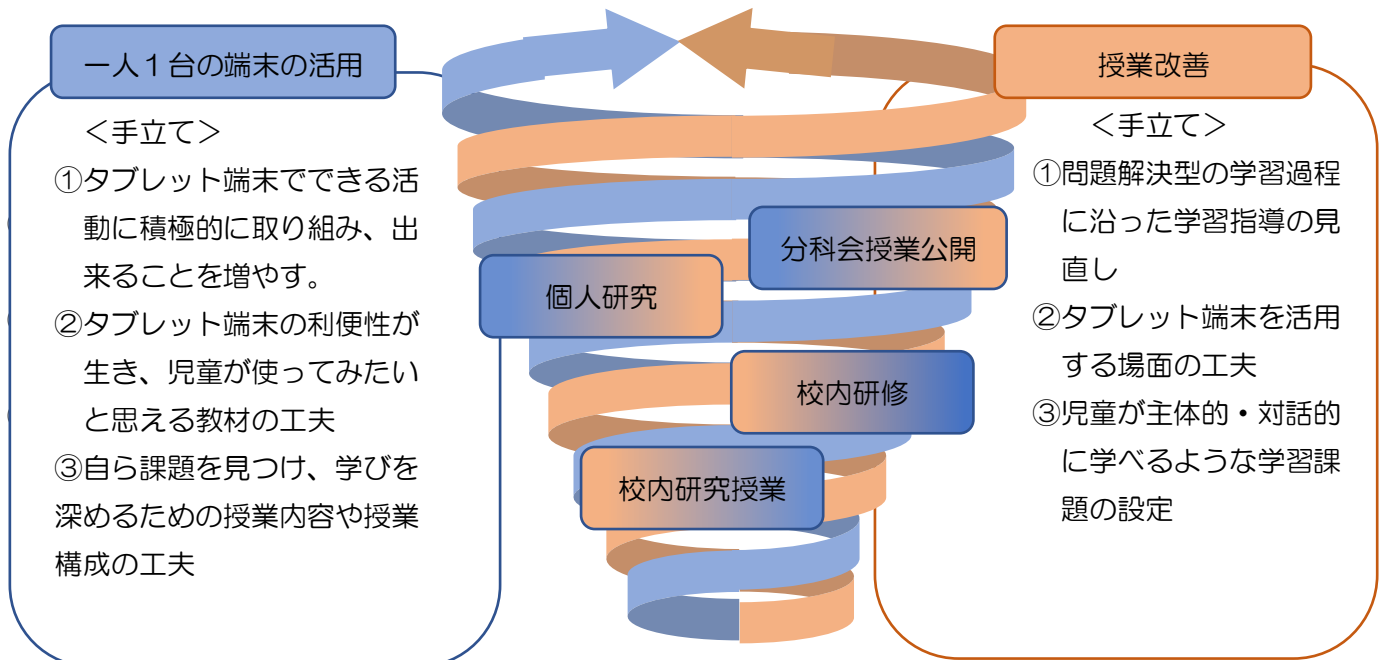 一人１台の端末の活用
＜手立て＞
①タブレット端末でできる活
動に積極的に取り組み、出
来ることを増やす。
②タブレット端末の利便性が
生き、児童が使ってみたい
と思える教材の工夫
③自ら課題を見つけ、学びを
深めるための授業内容や授業
構成の工夫
分科会授業公開
個人研究
校内研修
校内研究授業
授業改善
＜手立て＞
①問題解決型の学習過程
に沿った学習指導の見
直し
②タブレット端末を活用
する場面の工夫
③児童が主体的・対話的
に学べるような学習課
題の設定